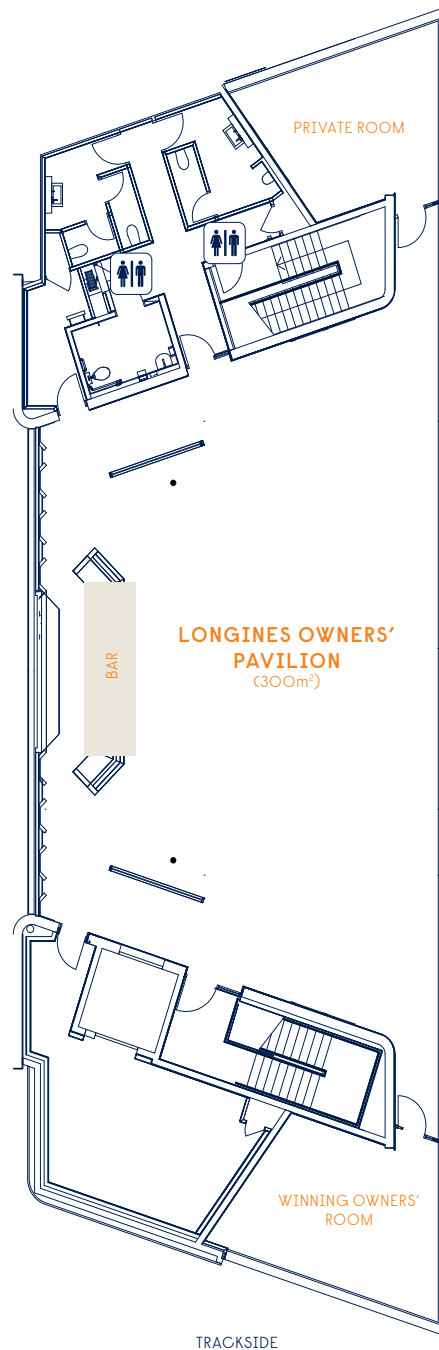 PRIVATE ROOM
LONGINES OWNERS'
PAVILION
(300m²)
BAR
WINNING OWNERS'
ROOM
TRACKSIDE